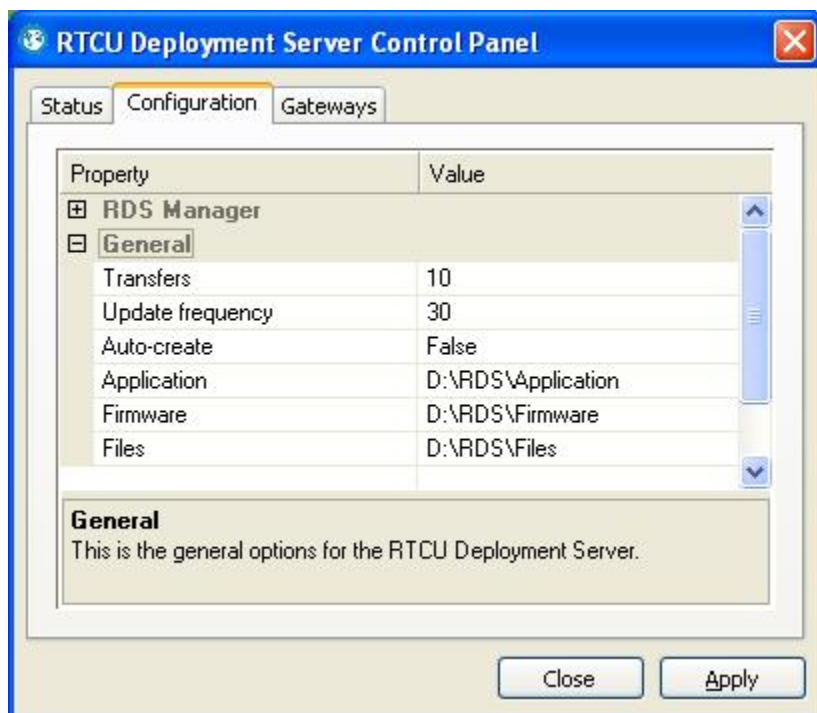 RTCU Deployment Server Control Panel
Status Configuration Gateways
Property Value
RDS Manager
General
Transfers 10
Update frequency 30
Auto-create False
Application D:\RDS\Application
Firmware D:\RDS\Firmware
Files D:\RDS\Files
General
This is the general options for the RTCU Deployment Server.
Close Apply